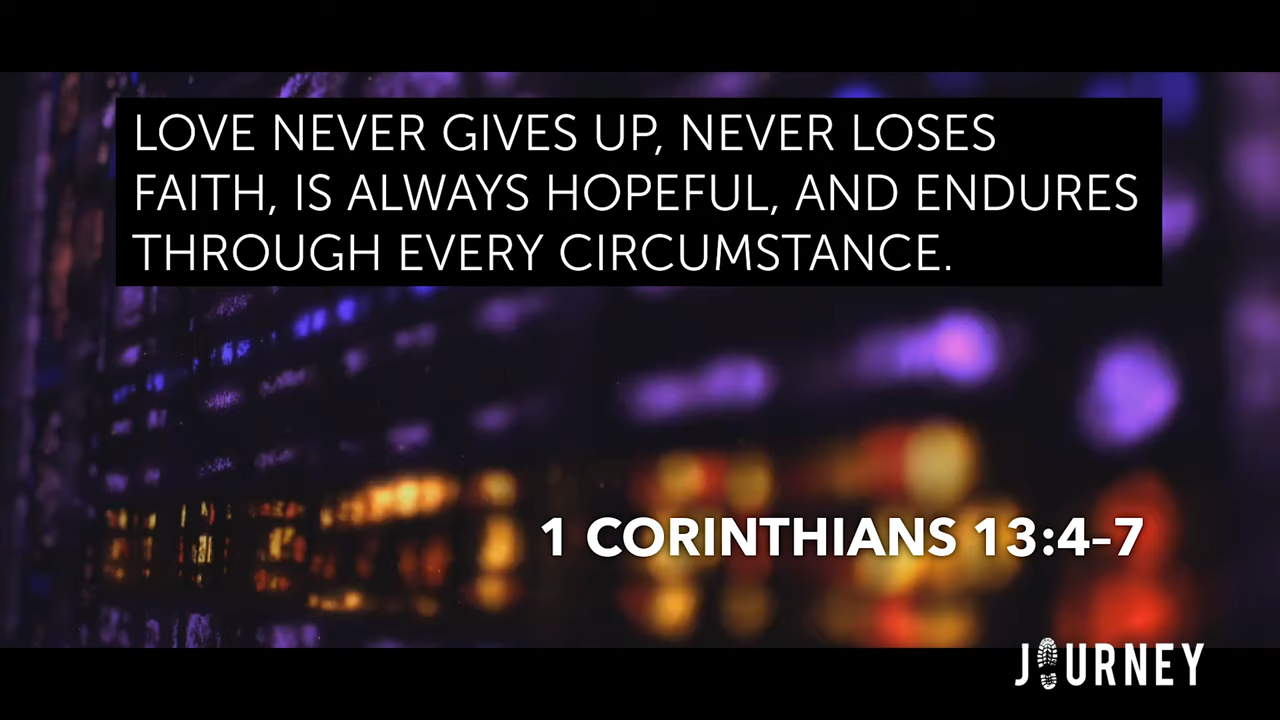 LOVE NEVER GIVES UP, NEVER LOSES
FAITH, IS ALWAYS HOPEFUL, AND ENDURES
THROUGH EVERY CIRCUMSTANCE.
1 CORINTHIANS 13:4–7
JOURNEY